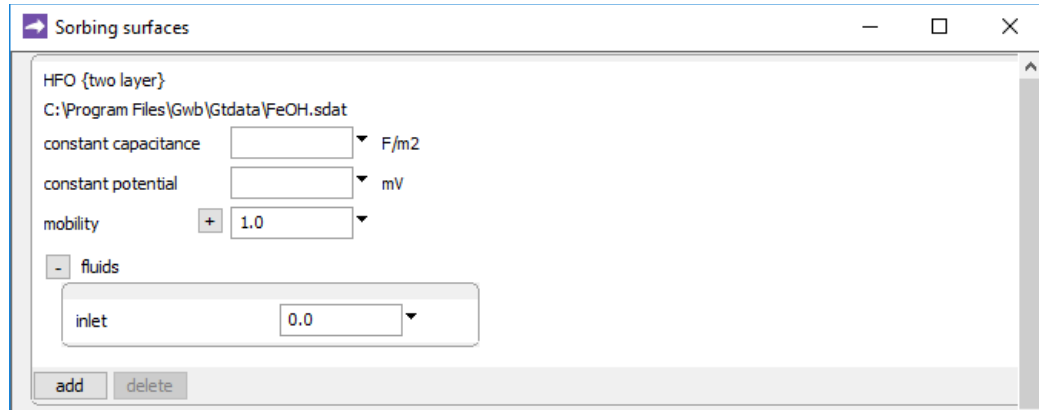 Sorbing surfaces
HFO {two layer}
C:\Program Files\Gwb\Gtdata\FeOH.sdat
constant capacitance F/m2
constant potential mV
mobility + 1.0
- fluids
inlet 0.0
add delete